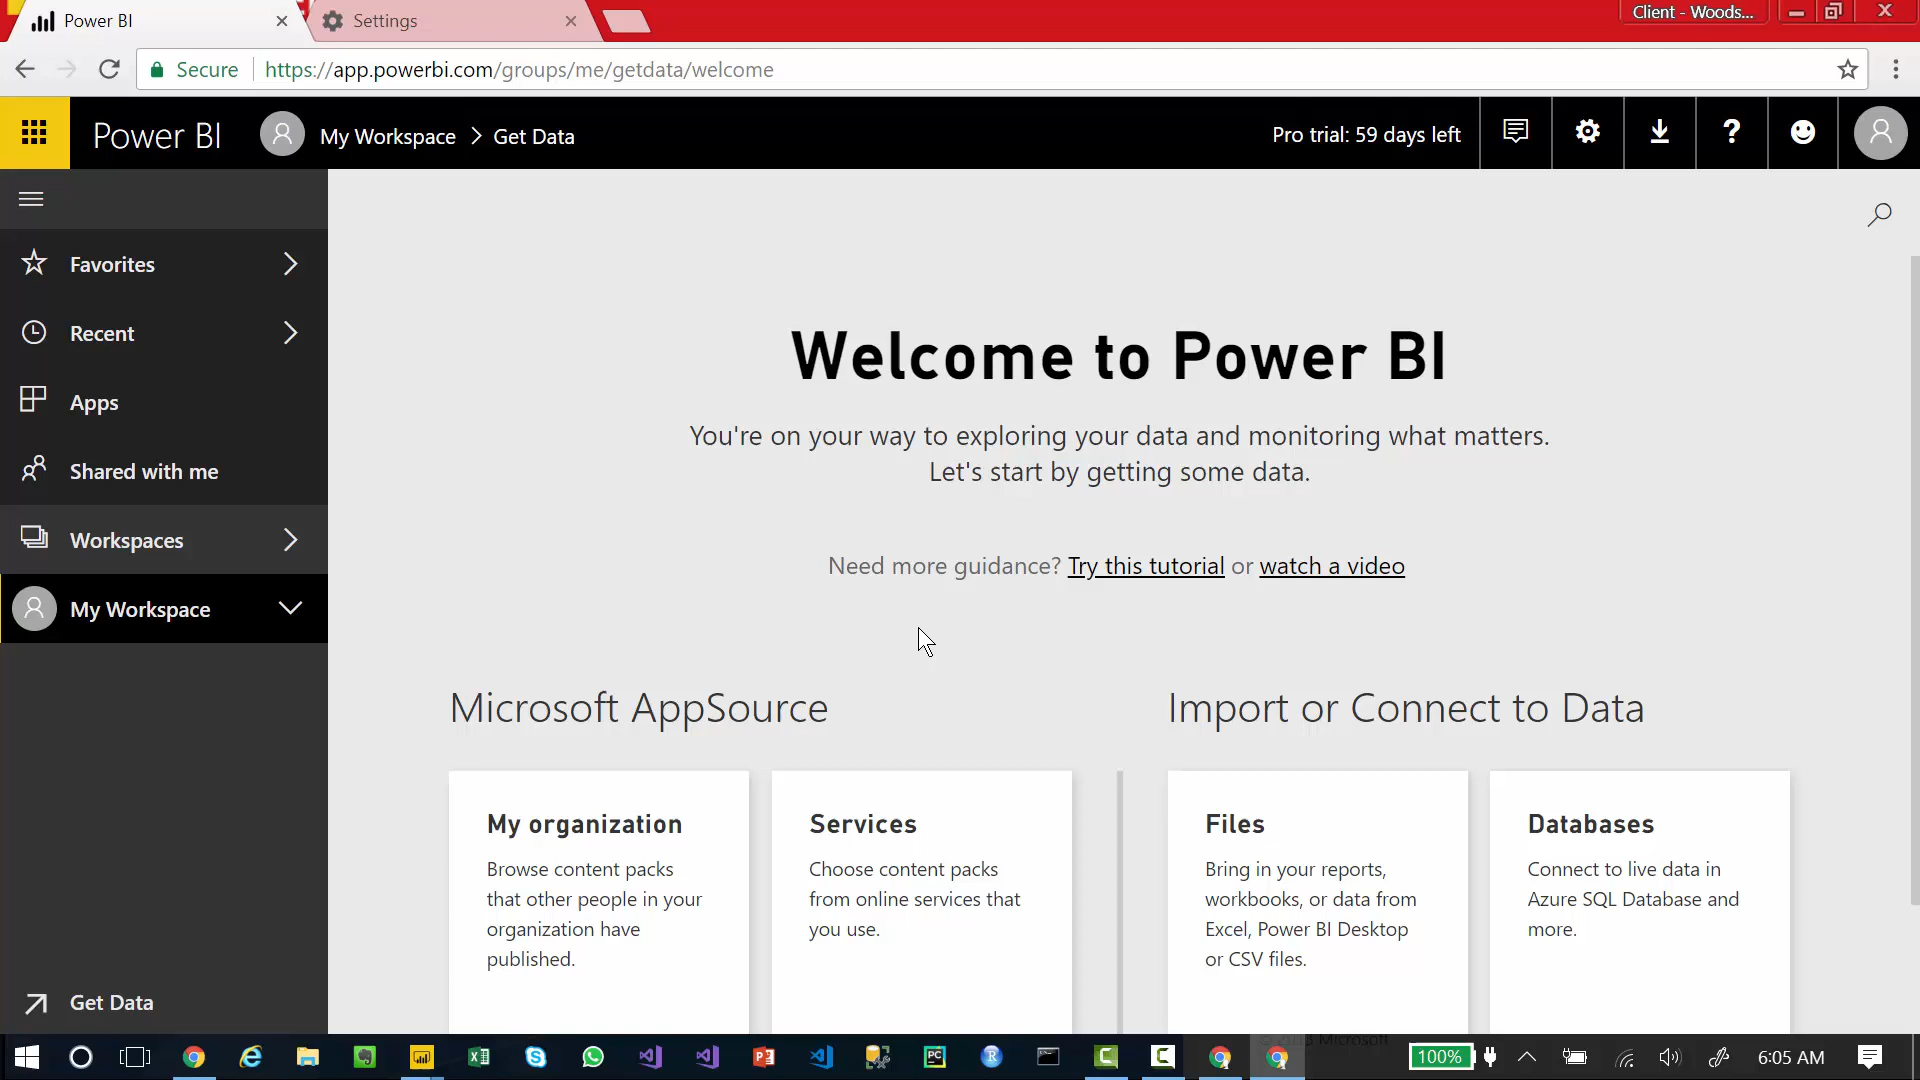 Power BI
Settings
Client - Woods...
Secure
https://app.powerbi.com/groups/me/getdata/welcome
Power BI
My Workspace > Get Data
Pro trial: 59 days left
Favorites
Recent
Apps
Shared with me
Workspaces
My Workspace
Get Data
Welcome to Power BI
You're on your way to exploring your data and monitoring what matters.
Let's start by getting some data.
Need more guidance? Try this tutorial or watch a video
Microsoft AppSource
Import or Connect to Data
My organization
Browse content packs
that other people in your
organization have
published.
Services
Choose content packs
from online services that
you use.
Files
Bring in your reports,
workbooks, or data from
Excel, Power BI Desktop
or CSV files.
Databases
Connect to live data in
Azure SQL Database and
more.
Microsoft
100%
6:05 AM